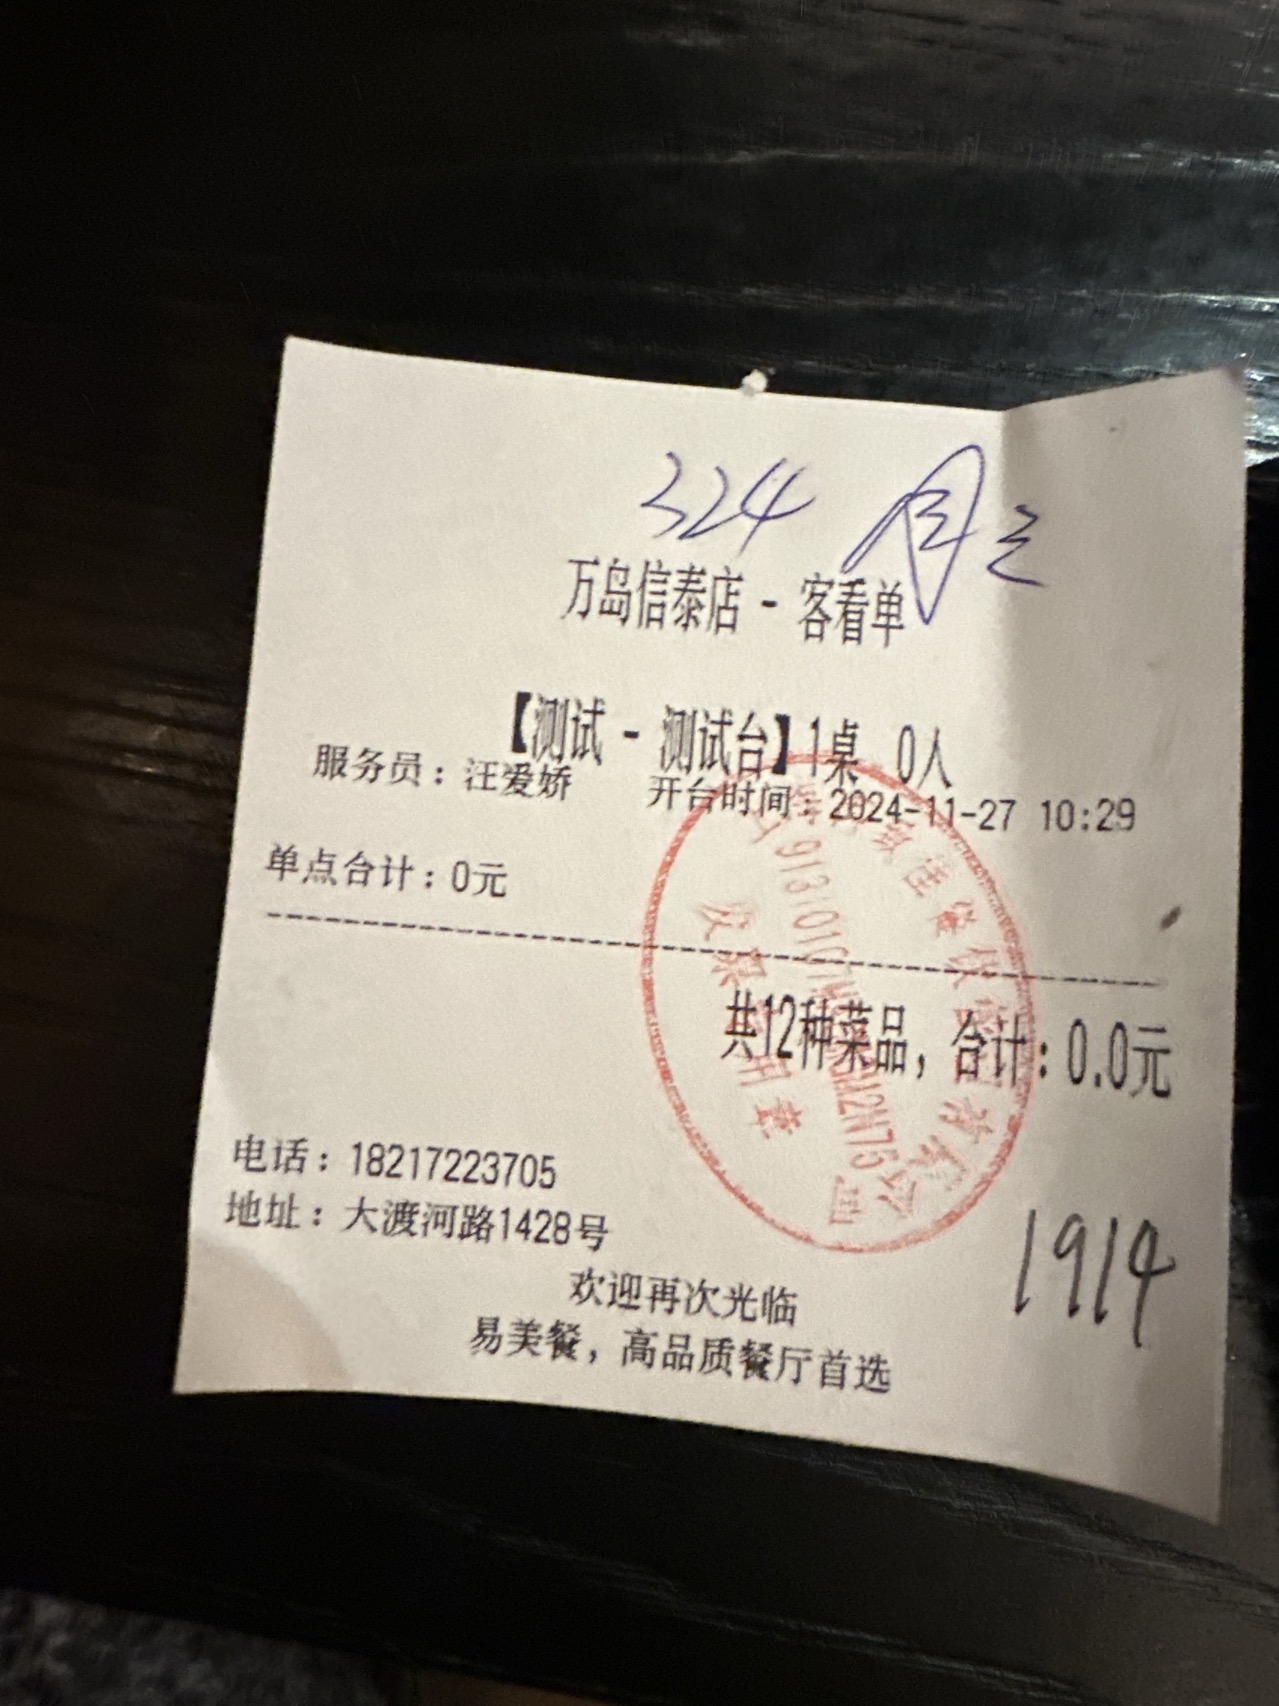 324
万岛信泰店 - 客看单
【测试 - 测试台】1桌 0人
服务员：汪爱娇 开台时间：2024-11-27 10:29
单点合计：0元
共12种菜品，合计：0.0元
电话：18217223705
地址：大渡河路1428号
1914
欢迎再次光临
易美餐，高品质餐厅首选